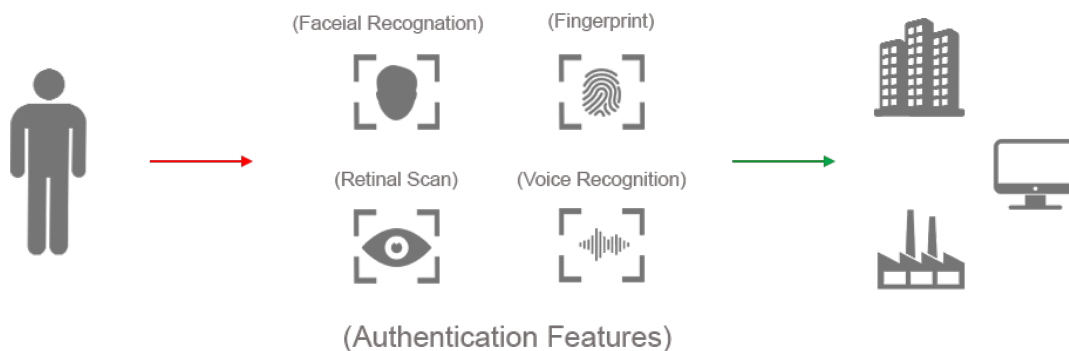 (Faceial Recognation)
(Fingerprint)
(Retinal Scan)
(Voice Recognition)
(Authentication Features)